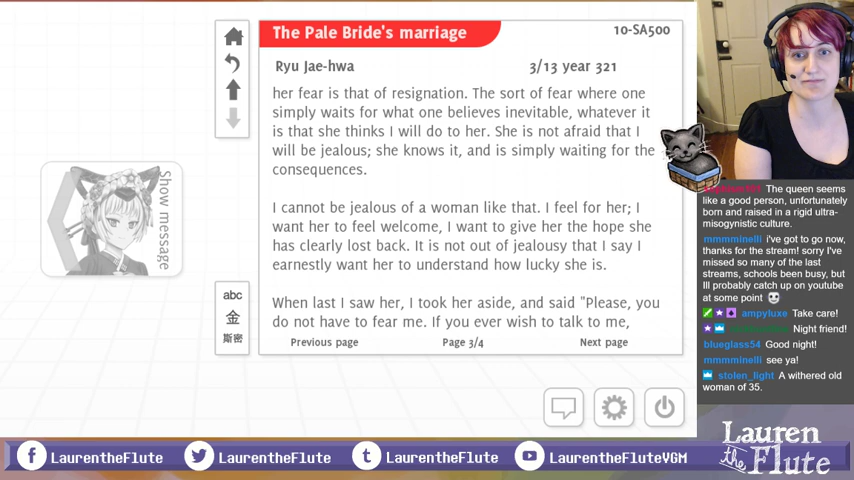 The Pale Bride's marriage
10-SA500
Ryu Jae-hwa
3/13 year 321
her fear is that of resignation. The sort of fear where one
simply waits for what one believes inevitable, whatever it
is that she thinks I will do to her. She is not afraid that I
will be jealous; she knows it, and is simply waiting for the
consequences.
I cannot be jealous of a woman like that. I feel for her; I
want her to feel welcome, I want to give her the hope she
has clearly lost back. It is not out of jealousy that I say I
earnestly want her to understand how lucky she is.
When last I saw her, I took her aside, and said "Please, you
do not have to fear me. If you ever wish to talk to me,
Previous page
Page 3/4
Next page
Show message
abc
金
斯密
The queen seems
like a good person, unfortunately
born and raised in a rigid ultra-
misogynistic culture.
mmmminelli i've got to go now,
thanks for the stream! sorry I've
missed so many of the last
streams, schools been busy, but
Ill probably catch up on youtube
at some point
ampyluxe Take care!
Night friend!
blueglass54 Good night!
mmmminelli see ya!
stolen_light A withered old
woman of 35.
LaurentheFlute
LaurentheFlute
LaurentheFlute
LaurentheFluteVGM
Lauren
the Flute